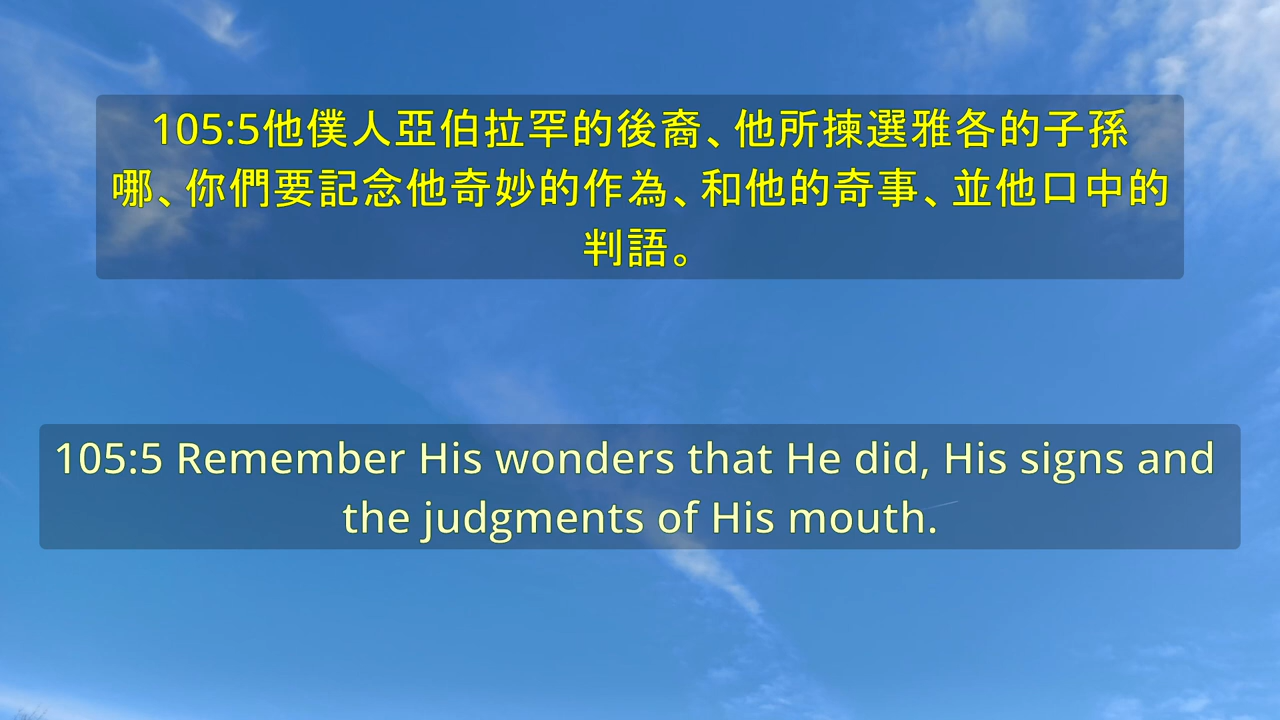 105:5他僕人亞伯拉罕的後裔、他所揀選雅各的子孫
哪、你們要記念他奇妙的作為、和他的奇事、並他口中的
判語。
105:5 Remember His wonders that He did, His signs and
the judgments of His mouth.